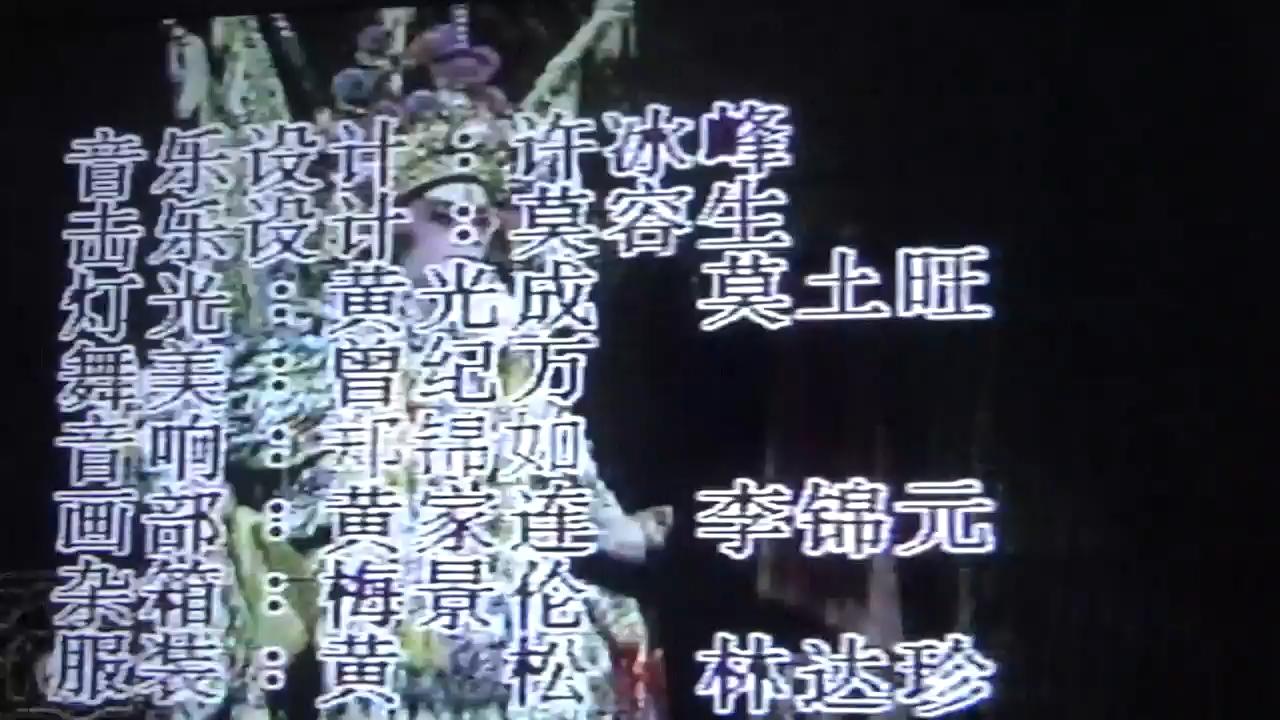 音乐设计：许冰峰
击乐设计：莫容生
灯光：黄光成 莫土旺
舞美：曾纪万
音响：郑锦如
画部：黄家连 李锦元
杂箱：梅景伦
服装：黄松 林达珍